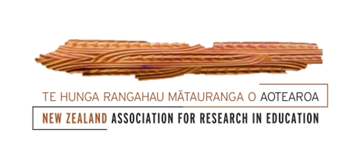 TE HUNGA RANGAHAU MĀTAURANGA O AOTEAROA
NEW ZEALAND ASSOCIATION FOR RESEARCH IN EDUCATION